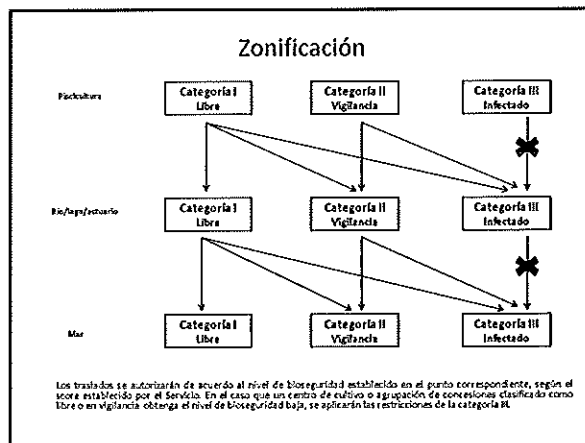 Zonificación
Piscicultura
Categoría I
Libre
Categoría II
Vigilancia
Categoría III
Infectado
Río/lago/estuario
Categoría I
Libre
Categoría II
Vigilancia
Categoría III
Infectado
Mar
Categoría I
Libre
Categoría II
Vigilancia
Categoría III
Infectado
Los traslados se autorizarán de acuerdo al nivel de bioseguridad establecido en el punto correspondiente, según el
score establecido por el Servicio. En el caso que un centro de cultivo o agrupación de concesiones clasificado como
libre o en vigilancia obtenga el nivel de bioseguridad baja, se aplicarán las restricciones de la categoría III.